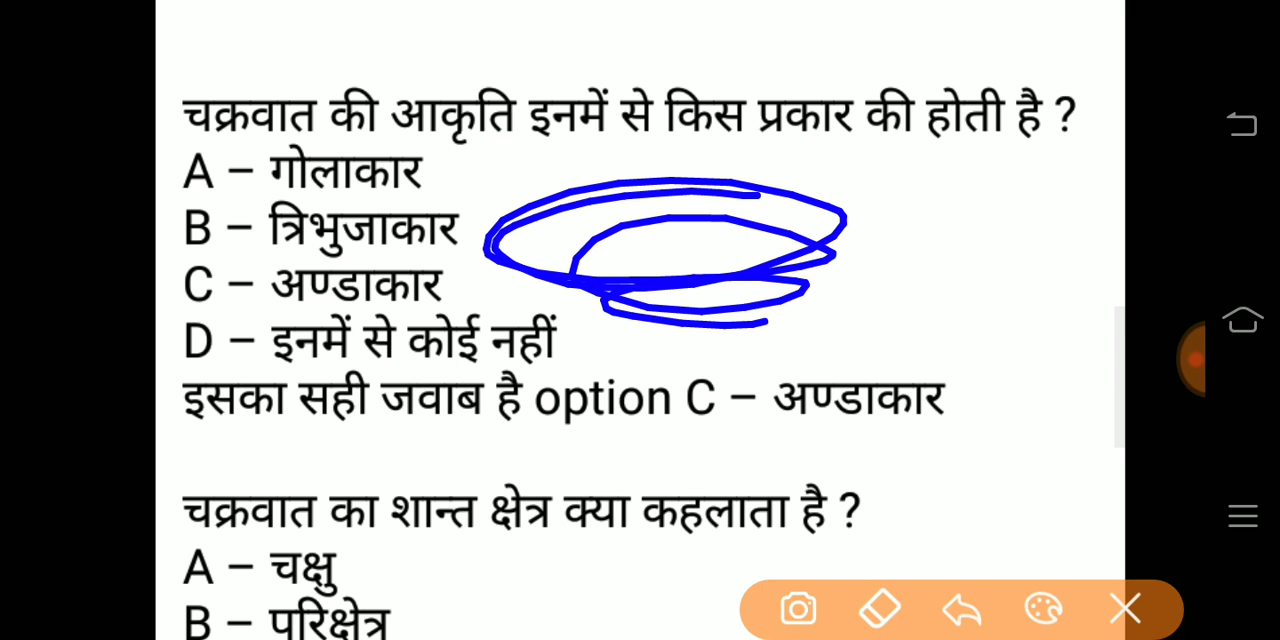 चक्रवात की आकृति इनमें से किस प्रकार की होती है ?
A – गोलाकार
B – त्रिभुजाकार
C – अण्डाकार
D – इनमें से कोई नहीं
इसका सही जवाब है option C – अण्डाकार
चक्रवात का शान्त क्षेत्र क्या कहलाता है ?
A – चक्षु
B – परिक्षेत्र